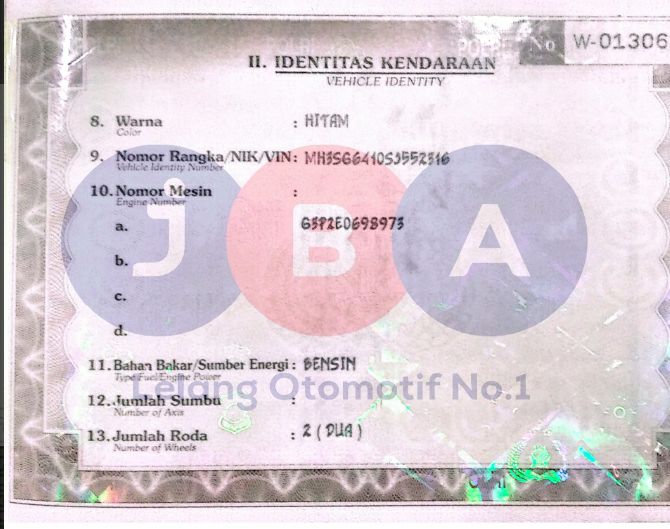 No W-01306
II. IDENTITAS KENDARAAN
VEHICLE IDENTITY
8. Warna : HITAM
Color
9. Nomor Rangka/NIK/VIN: MH3SG6410SJ552316
Vehicle Identity Number
10. Nomor Mesin :
Engine Number
a. G3P2E0698973
b.
c.
d.
J B A
11. Bahan Bakar/Sumber Energi : BENSIN
Type Fuel/Engine Power
Lelang Otomotif No.1
12. Jumlah Sumbu :
Number of Axis
13. Jumlah Roda : 2 ( DUA )
Number of Wheels